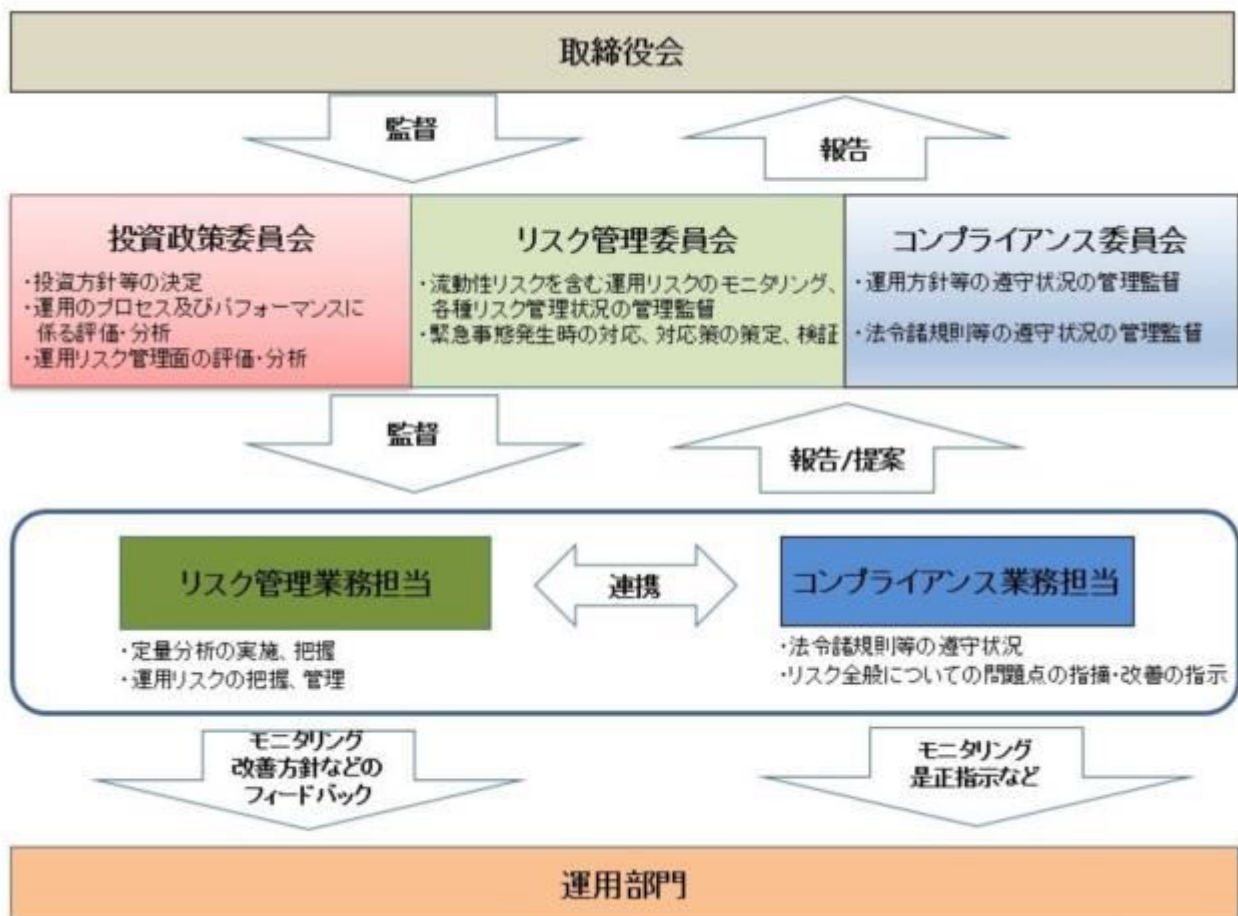 取締役会
監督
報告
投資政策委員会
・投資方針等の決定
・運用のプロセス及びパフォーマンスに
係る評価・分析
・運用リスク管理面の評価・分析
リスク管理委員会
・流動性リスクを含む運用リスクのモニタリング、
各種リスク管理状況の管理監督
・緊急事態発生時の対応、対応策の策定、検証
コンプライアンス委員会
・運用方針等の遵守状況の管理監督
・法令諸規則等の遵守状況の管理監督
監督
報告/提案
リスク管理業務担当
・定量分析の実施、把握
・運用リスクの把握、管理
連携
コンプライアンス業務担当
・法令諸規則等の遵守状況
・リスク全般についての問題点の指摘・改善の指示
モニタリング
改善方針などの
フィードバック
モニタリング
是正指示など
運用部門